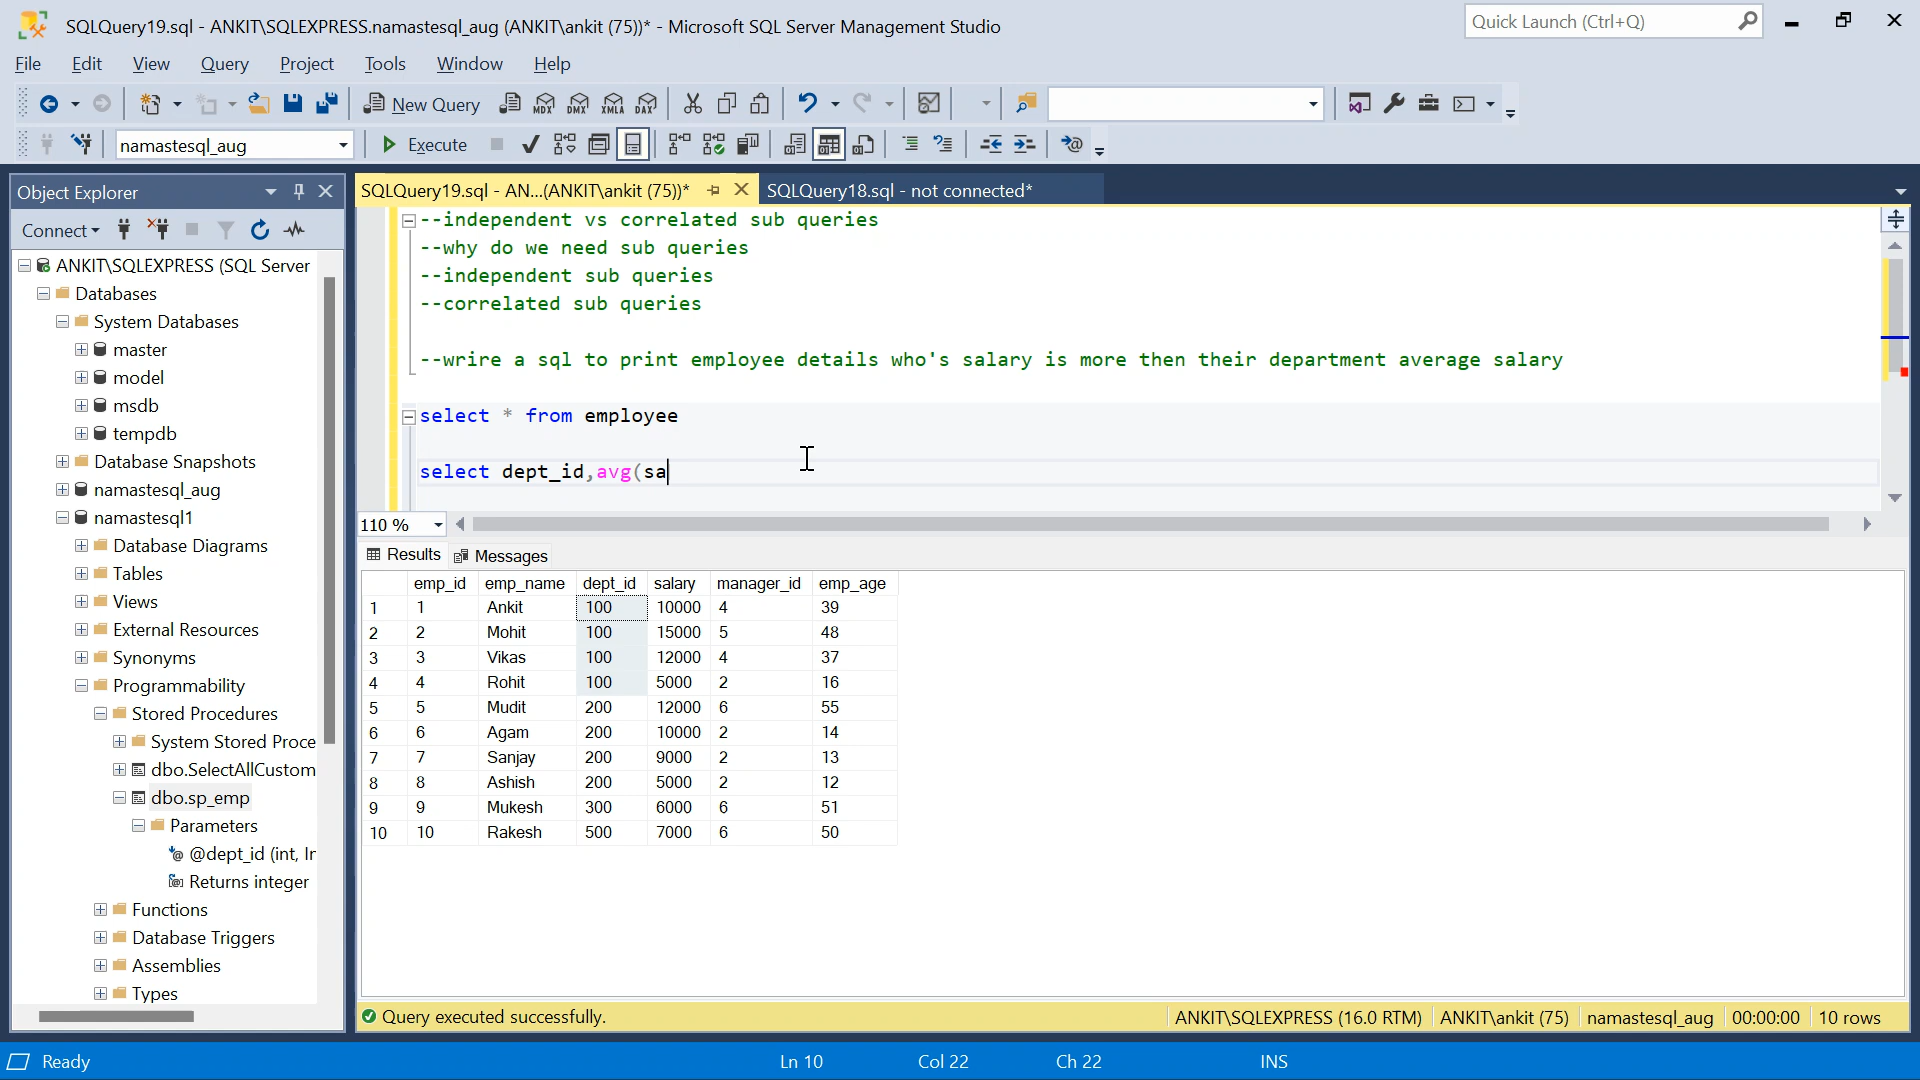 SQLQuery19.sql - ANKIT\SQLEXPRESS.namastesql_aug (ANKIT\ankit (75))* - Microsoft SQL Server Management Studio
Quick Launch (Ctrl+Q)
File Edit View Query Project Tools Window Help
New Query MDX DMX XMLA DAX
namastesql_aug Execute
Object Explorer
Connect
ANKIT\SQLEXPRESS (SQL Server
Databases
System Databases
master
model
msdb
tempdb
Database Snapshots
namastesql_aug
namastesql1
Database Diagrams
Tables
Views
External Resources
Synonyms
Programmability
Stored Procedures
System Stored Proce
dbo.SelectAllCustom
dbo.sp_emp
Parameters
@dept_id (int, Ir
Returns integer
Functions
Database Triggers
Assemblies
Types
SQLQuery19.sql - AN...(ANKIT\ankit (75))* SQLQuery18.sql - not connected*
--independent vs correlated sub queries
--why do we need sub queries
--independent sub queries
--correlated sub queries
--wrire a sql to print employee details who's salary is more then their department average salary
select * from employee
select dept_id,avg(sa
110 %
Results Messages
emp_id emp_name dept_id salary manager_id emp_age
1 1 Ankit 100 10000 4 39
2 2 Mohit 100 15000 5 48
3 3 Vikas 100 12000 4 37
4 4 Rohit 100 5000 2 16
5 5 Mudit 200 12000 6 55
6 6 Agam 200 10000 2 14
7 7 Sanjay 200 9000 2 13
8 8 Ashish 200 5000 2 12
9 9 Mukesh 300 6000 6 51
10 10 Rakesh 500 7000 6 50
Query executed successfully. ANKIT\SQLEXPRESS (16.0 RTM) ANKIT\ankit (75) namastesql_aug 00:00:00 10 rows
Ready Ln 10 Col 22 Ch 22 INS